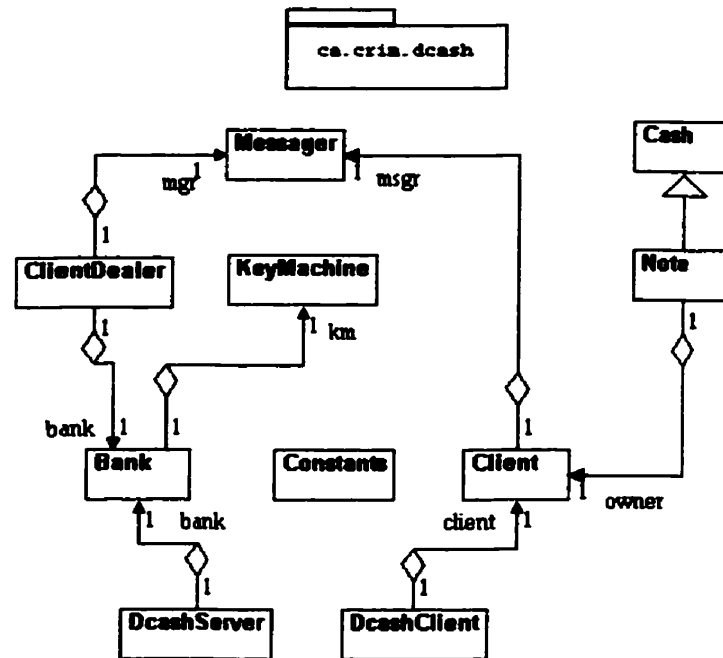 ca.crim.dcash
Messager
Cash
1
mgr
1
msgr
1
ClientDealer
KeyMachine
Note
1
1
km
1
bank
1
1
1
Bank
Constants
Client
1
bank
client
1
1
owner
1
1
DcashServer
DcashClient